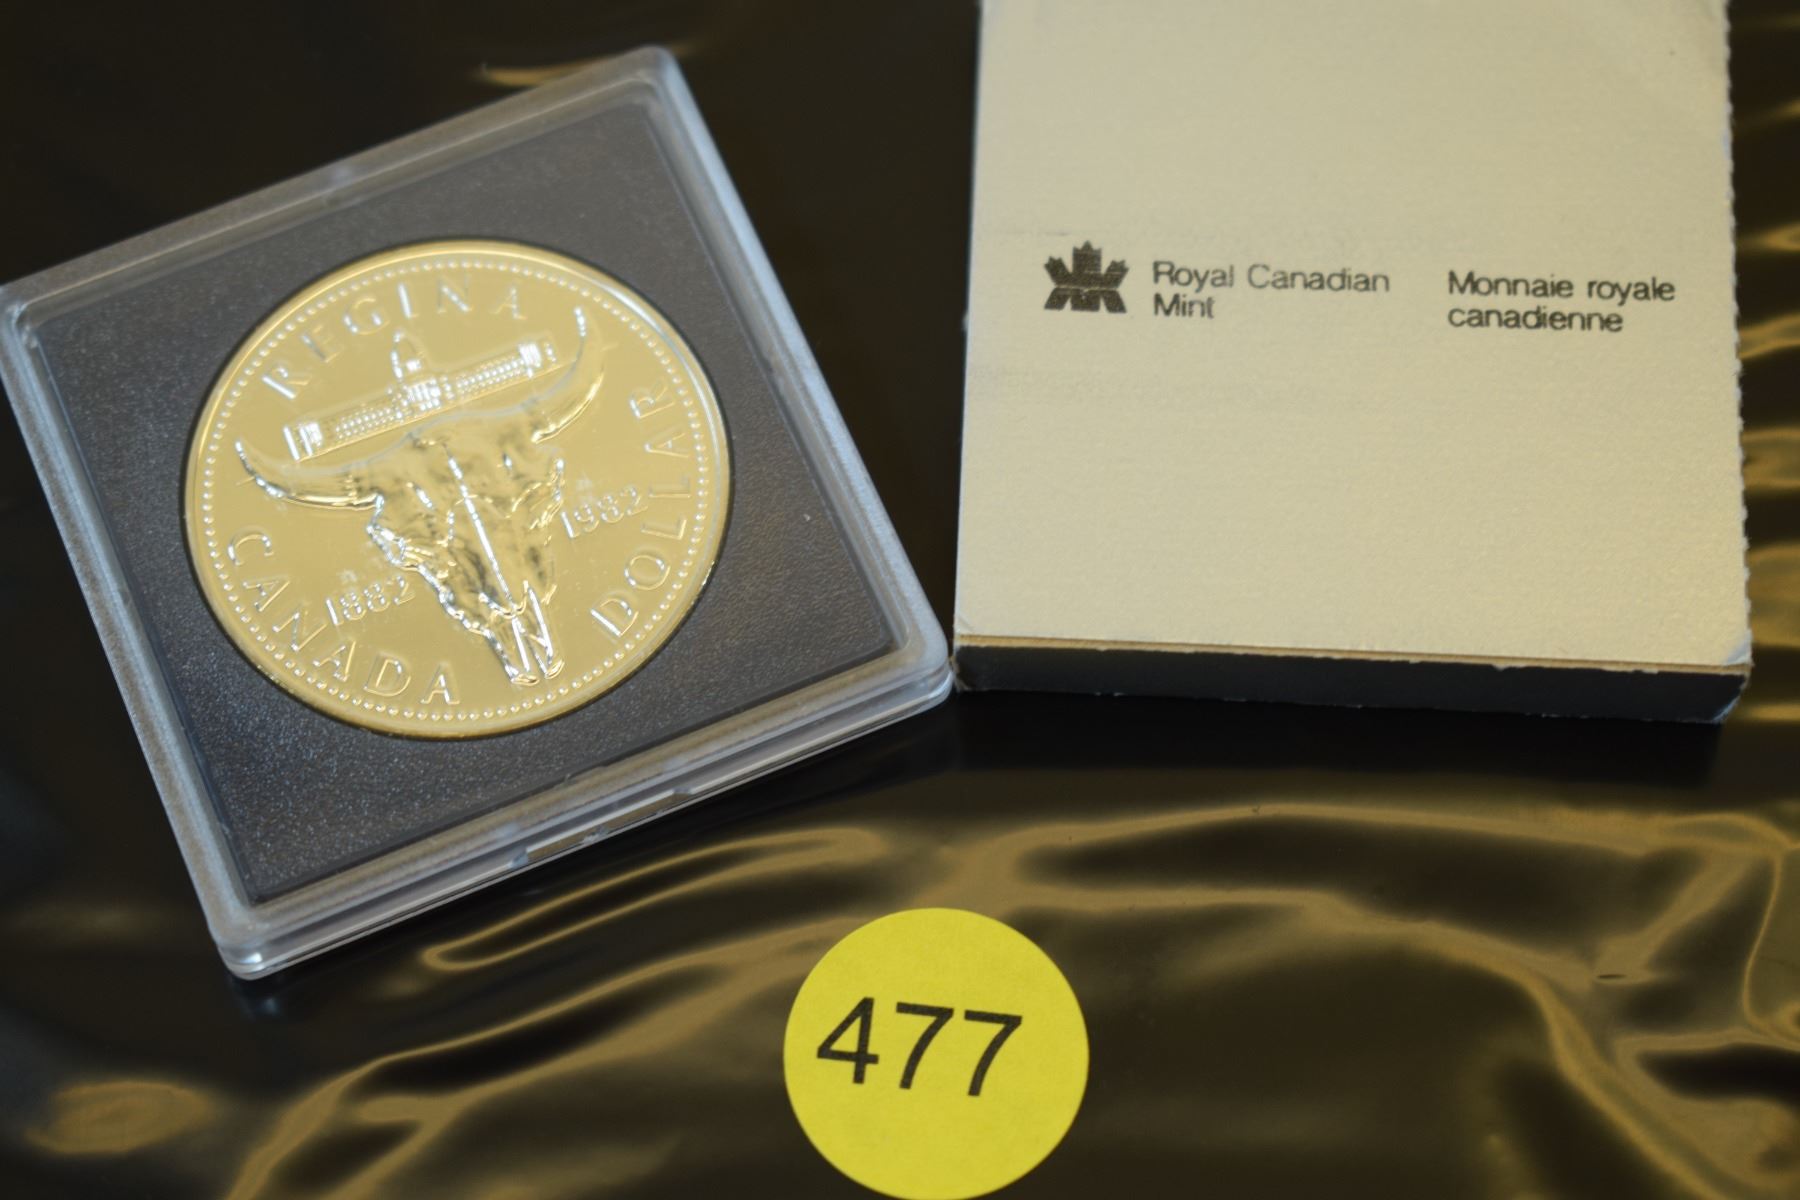 REGINA
1882
1982
CANADA
DOLLAR
Royal Canadian
Mint
Monnaie royale
canadienne
477